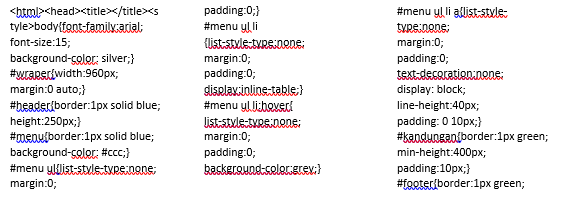 <html><head><title></title><s
tyle>body{font-family:arial;
font-size:15;
background-color: silver;}
#wraper{width:960px;
margin:0 auto;}
#header{border:1px solid blue;
height:250px;}
#menu{border:1px solid blue;
background-color: #ccc;}
#menu ul{list-style-type:none;
margin:0;
padding:0;}
#menu ul li
{list-style-type:none;
margin:0;
padding:0;
display:inline-table;}
#menu ul li:hover{
list-style-type:none;
margin:0;
padding:0;
background-color:grey;}
#menu ul li a{list-style-
type:none;
margin:0;
padding:0;
text-decoration:none;
display: block;
line-height:40px;
padding: 0 10px;}
#kandungan{border:1px green;
min-height:400px;
padding:10px;}
#footer{border:1px green;